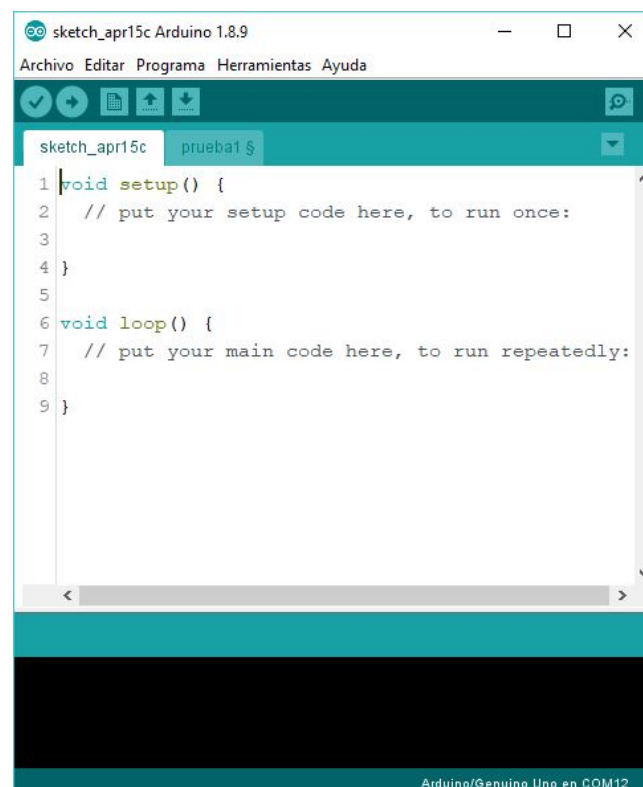 sketch_apr15c Arduino 1.8.9
Archivo Editar Programa Herramientas Ayuda
sketch_apr15c prueba1 §
1 void setup() {
2   // put your setup code here, to run once:
3
4 }
5
6 void loop() {
7   // put your main code here, to run repeatedly:
8
9 }
Arduino/Genuino Uno en COM12